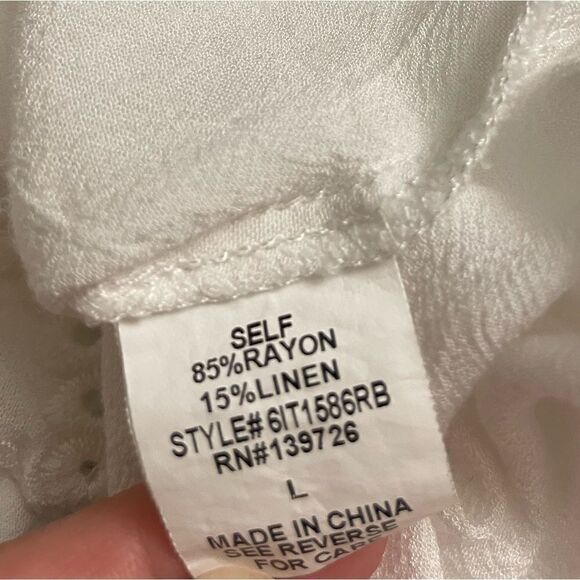 SELF
85%RAYON
15%LINEN
STYLE# 6IT1586RB
RN#139726
L
MADE IN CHINA
SEE REVERSE
FOR CARE